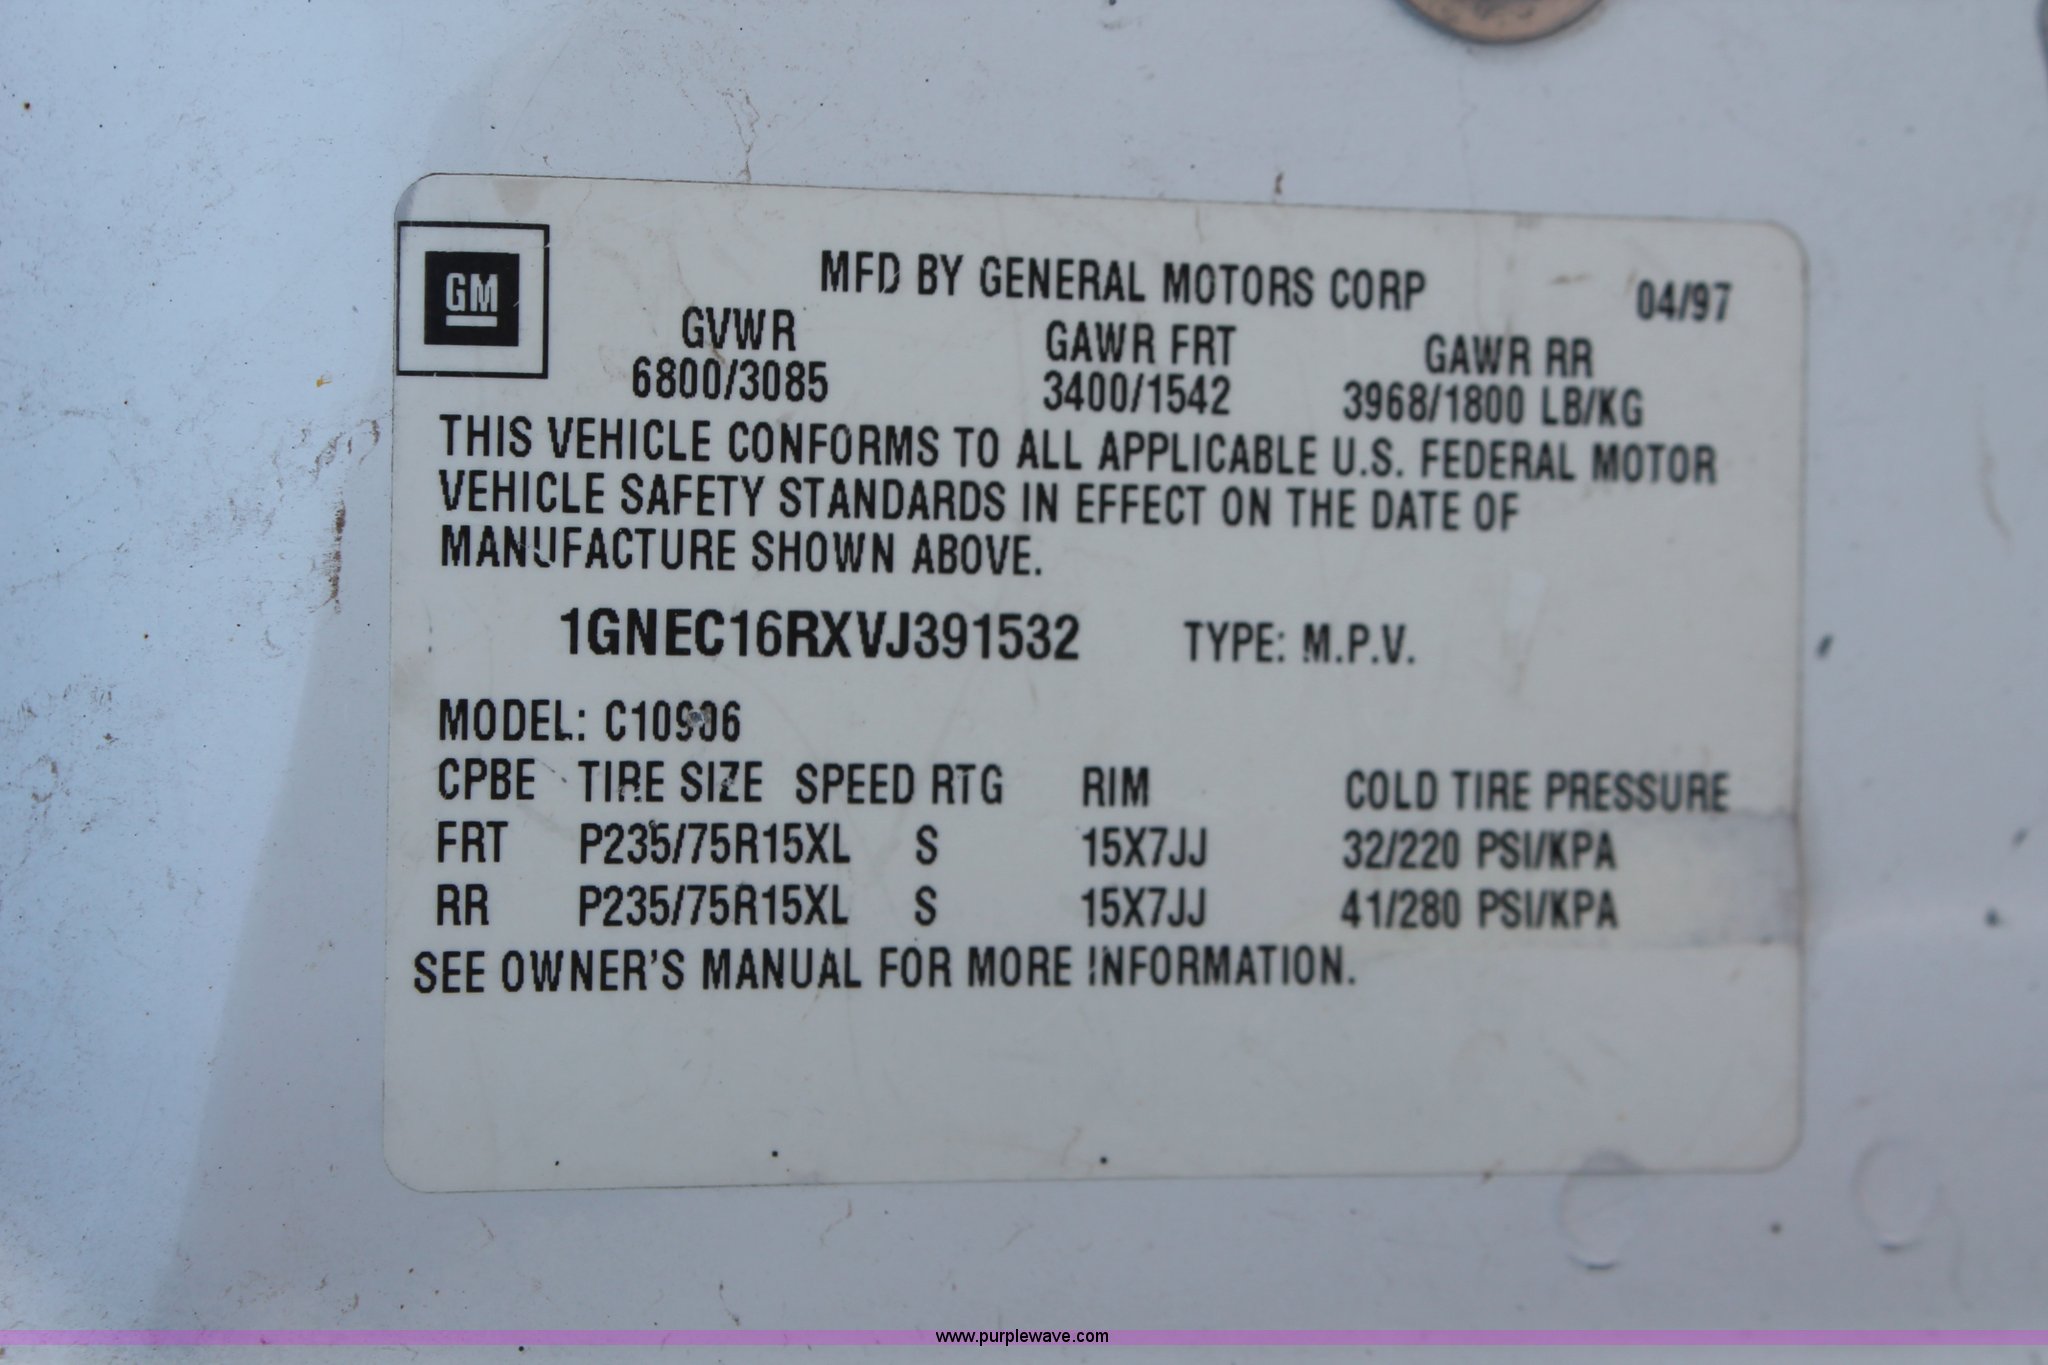 GM
MFD BY GENERAL MOTORS CORP 04/97
GVWR GAWR FRT GAWR RR
6800/3085 3400/1542 3968/1800 LB/KG
THIS VEHICLE CONFORMS TO ALL APPLICABLE U.S. FEDERAL MOTOR
VEHICLE SAFETY STANDARDS IN EFFECT ON THE DATE OF
MANUFACTURE SHOWN ABOVE.
1GNEC16RXVJ391532 TYPE: M.P.V.
MODEL: C10906
CPBE TIRE SIZE SPEED RTG RIM COLD TIRE PRESSURE
FRT P235/75R15XL S 15X7JJ 32/220 PSI/KPA
RR P235/75R15XL S 15X7JJ 41/280 PSI/KPA
SEE OWNER'S MANUAL FOR MORE INFORMATION.
www.purplewave.com